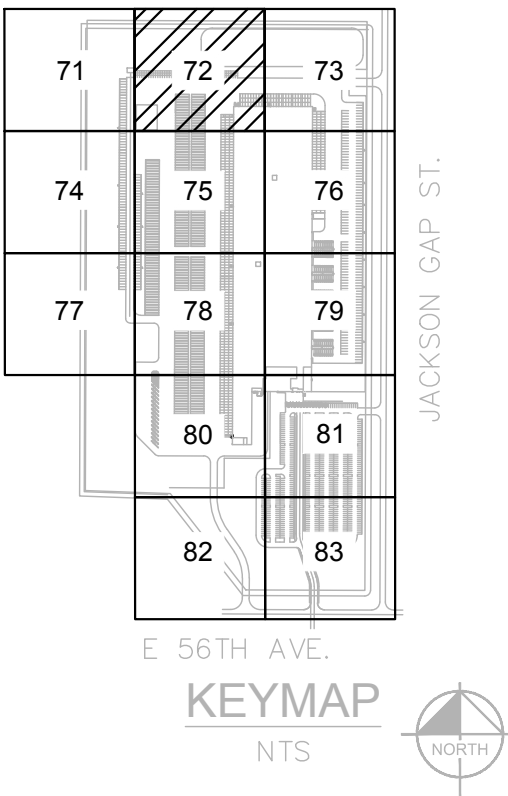 71 72 73
74 75 76
77 78 79
80 81
82 83
JACKSON GAP ST.
E 56TH AVE.
KEYMAP
NTS
NORTH